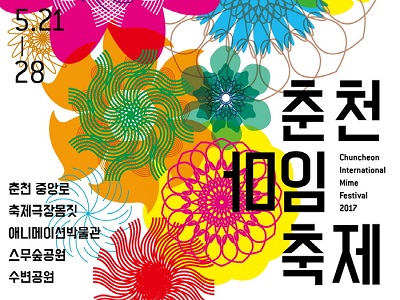 5.21
|
28
춘천
마임
축제
Chuncheon
International
Mime
Festival
2017
춘천 중앙로
축제극장몸짓
애니메이션박물관
스무숲공원
수변공원